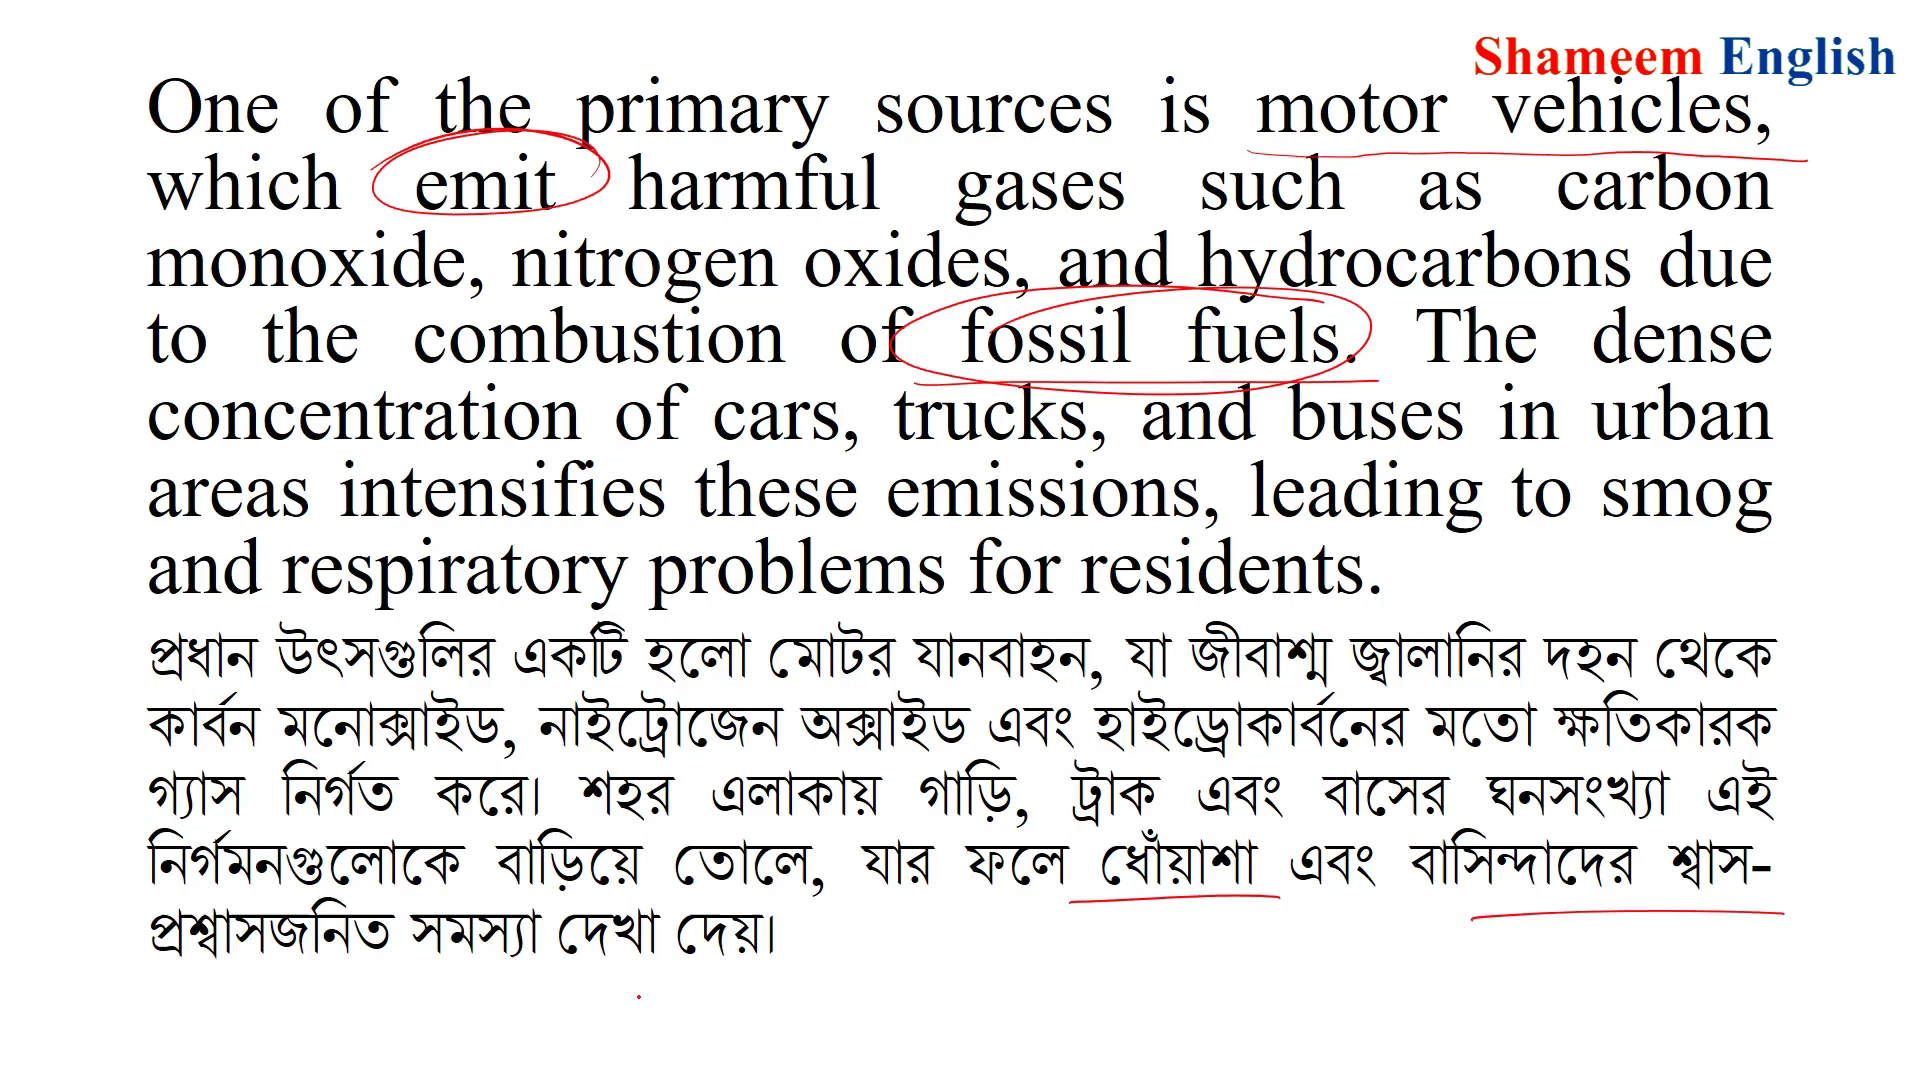 Shameem English
One of the primary sources is motor vehicles,
which emit harmful gases such as carbon
monoxide, nitrogen oxides, and hydrocarbons due
to the combustion of fossil fuels. The dense
concentration of cars, trucks, and buses in urban
areas intensifies these emissions, leading to smog
and respiratory problems for residents.
প্রধান উৎসগুলির একটি হলো মোটর যানবাহন, যা জীবাশ্ম জ্বালানির দহন থেকে
কার্বন মনোক্সাইড, নাইট্রোজেন অক্সাইড এবং হাইড্রোকার্বনের মতো ক্ষতিকারক
গ্যাস নির্গত করে। শহর এলাকায় গাড়ি, ট্রাক এবং বাসের ঘনসংখ্যা এই
নির্গমনগুলোকে বাড়িয়ে তোলে, যার ফলে ধোঁয়াশা এবং বাসিন্দাদের শ্বাস-
প্রশ্বাসজনিত সমস্যা দেখা দেয়।